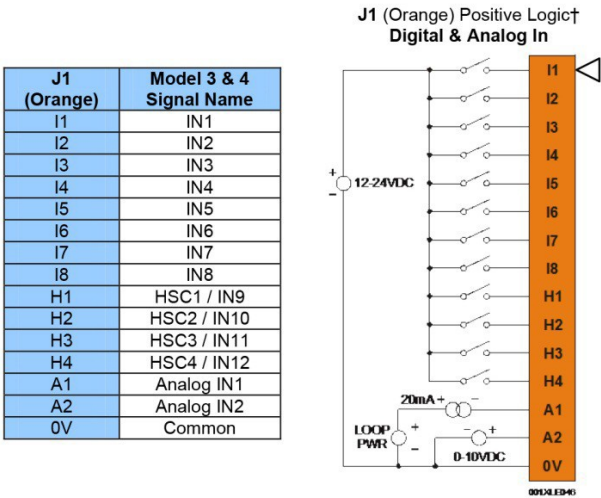 J1 (Orange) Positive Logic†
Digital & Analog In
J1 (Orange) Model 3 & 4 Signal Name
I1 IN1
I2 IN2
I3 IN3
I4 IN4
I5 IN5
I6 IN6
I7 IN7
I8 IN8
H1 HSC1 / IN9
H2 HSC2 / IN10
H3 HSC3 / IN11
H4 HSC4 / IN12
A1 Analog IN1
A2 Analog IN2
0V Common
I1
I2
I3
I4
+
12-24VDC
–
I5
I6
I7
I8
H1
H2
H3
H4
20mA + –
A1
LOOP PWR
+
–
– +
0-10VDC
A2
0V
001XLE046